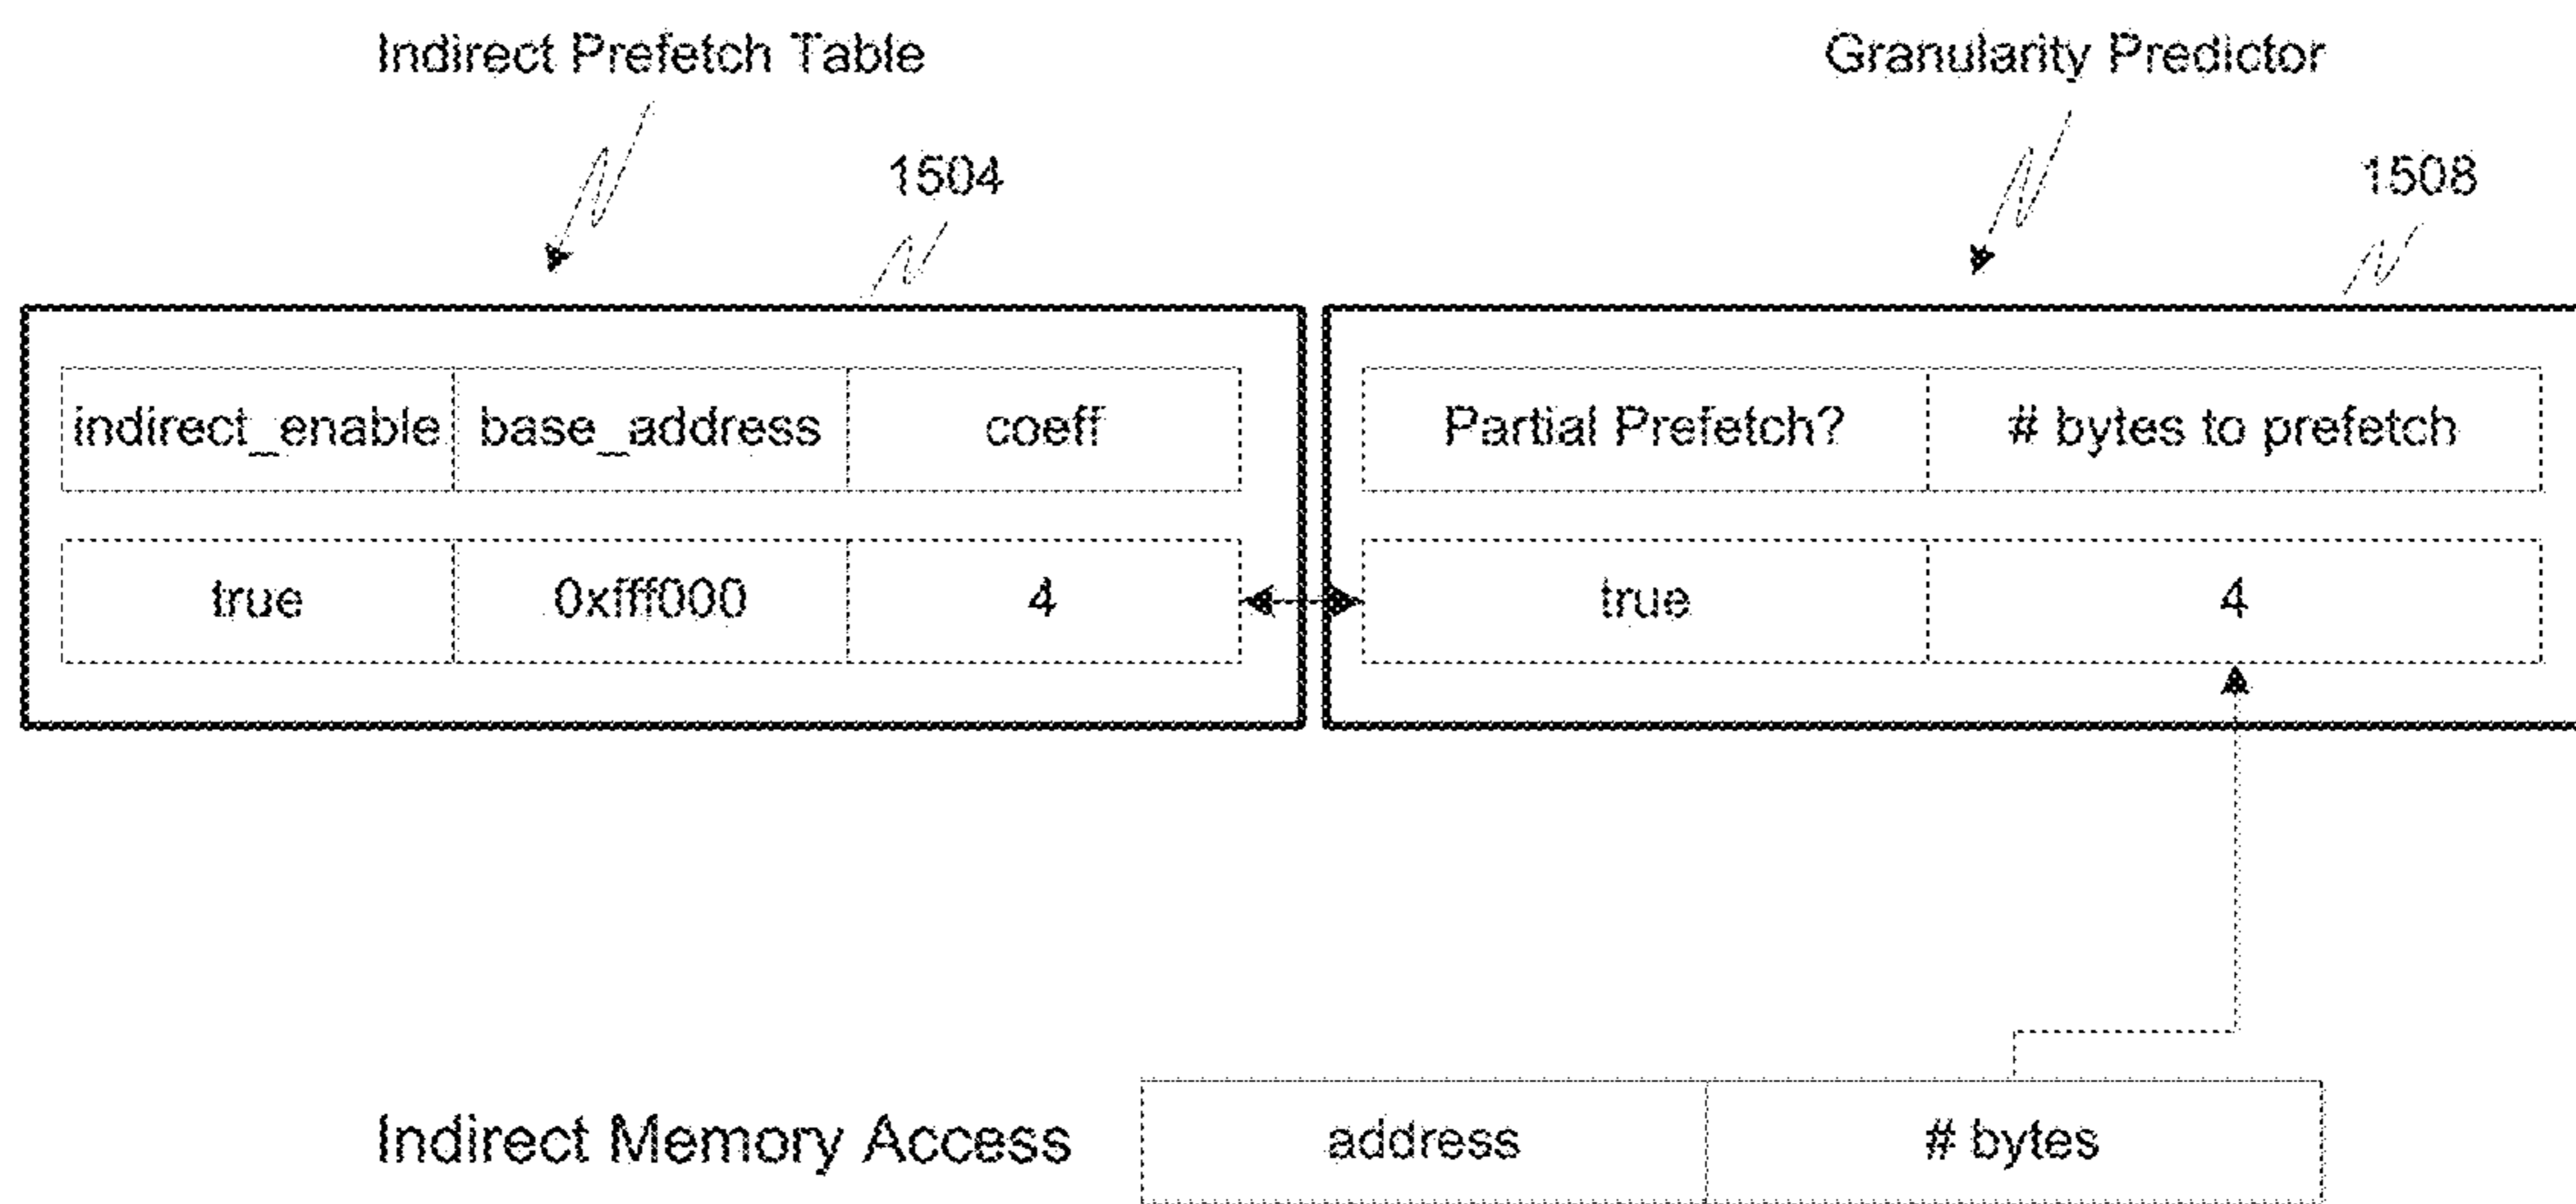 Indirect Prefetch Table
Granularity Predictor
1504
1508
indirect_enable base_address coeff
Partial Prefetch? # bytes to prefetch
true 0xfff000 4
true 4
Indirect Memory Access address # bytes